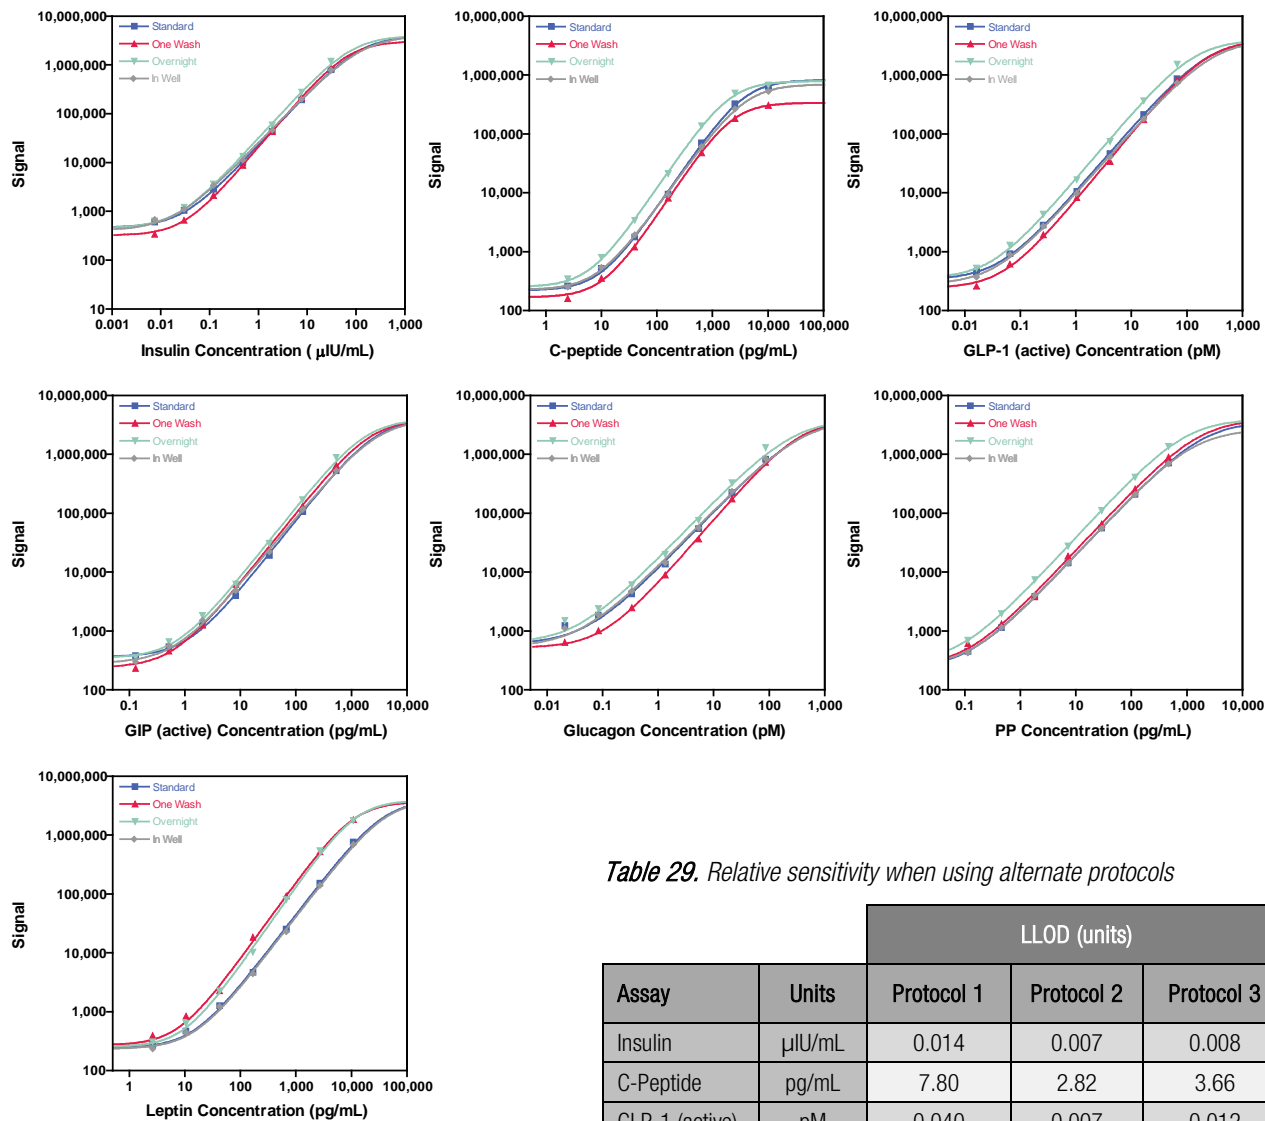 10,000,000
1,000,000
100,000
10,000
1,000
100
10
Signal
Standard
One Wash
Overnight
In Well
0.001 0.01 0.1 1 10 100 1,000
Insulin Concentration ( µIU/mL)
10,000,000
1,000,000
100,000
10,000
1,000
100
Signal
Standard
One Wash
Overnight
In Well
1 10 100 1,000 10,000 100,000
C-peptide Concentration (pg/mL)
10,000,000
1,000,000
100,000
10,000
1,000
100
Signal
Standard
One Wash
Overnight
In Well
0.01 0.1 1 10 100 1,000
GLP-1 (active) Concentration (pM)
10,000,000
1,000,000
100,000
10,000
1,000
100
Signal
Standard
One Wash
Overnight
In Well
0.1 1 10 100 1,000 10,000
GIP (active) Concentration (pg/mL)
10,000,000
1,000,000
100,000
10,000
1,000
100
Signal
Standard
One Wash
Overnight
In Well
0.01 0.1 1 10 100 1,000
Glucagon Concentration (pM)
10,000,000
1,000,000
100,000
10,000
1,000
100
Signal
Standard
One Wash
Overnight
In Well
0.1 1 10 100 1,000 10,000
PP Concentration (pg/mL)
10,000,000
1,000,000
100,000
10,000
1,000
100
Signal
Standard
One Wash
Overnight
In Well
1 10 100 1,000 10,000 100,000
Leptin Concentration (pg/mL)
Table 29. Relative sensitivity when using alternate protocols
LLOD (units)
Assay Units Protocol 1 Protocol 2 Protocol 3
Insulin µIU/mL 0.014 0.007 0.008
C-Peptide pg/mL 7.80 2.82 3.66
GLP-1 (active) pM 0.040 0.007 0.012